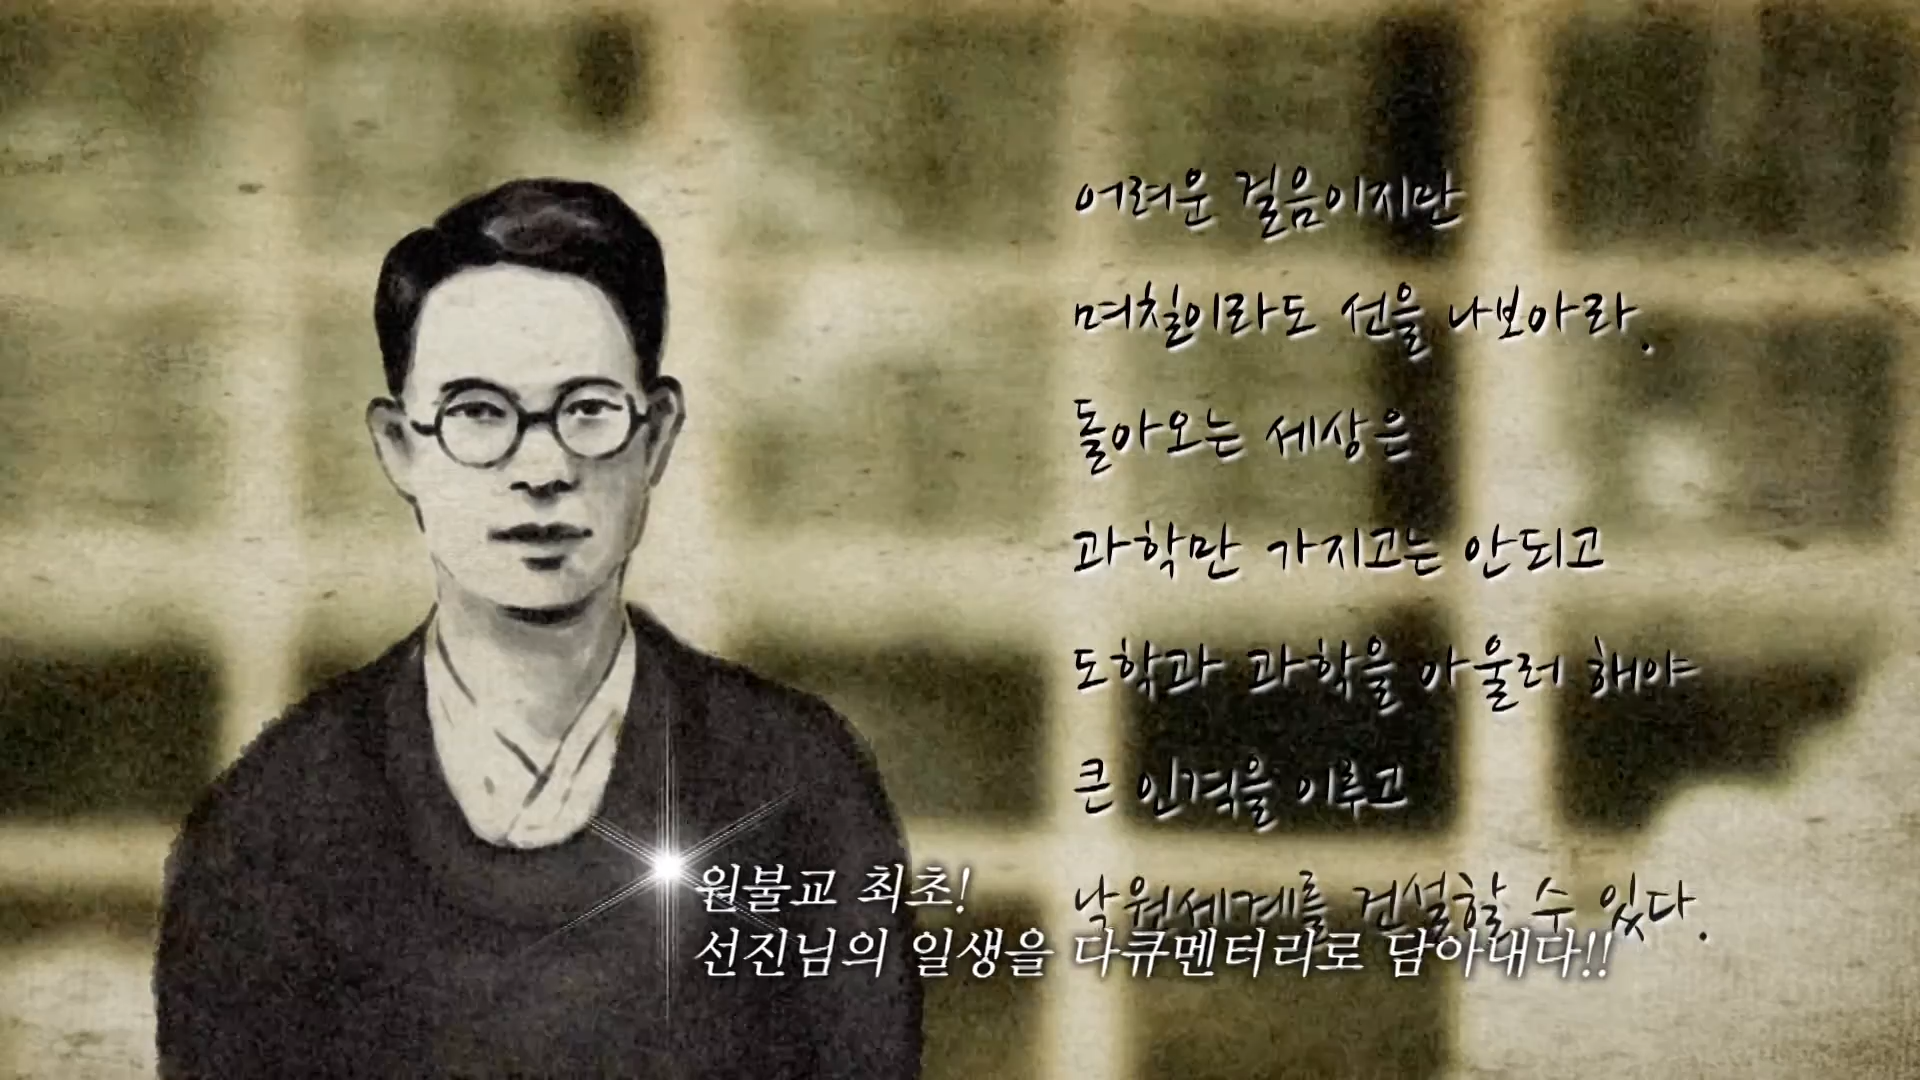 어려운 걸음이지만
며칠이라도 선을 나보아라.
돌아오는 세상은
과학만 가지고는 안되고
도학과 과학을 아울러 해야
큰 인격을 이루고
낙원세계를 건설할 수 있다.
원불교 최초!
선진님의 일생을 다큐멘터리로 담아내다!!